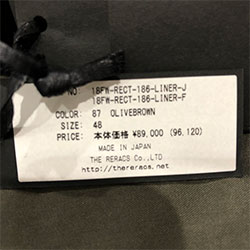 NO: 18FW-RECT-186-LINER-J
18FW-RECT-186-LINER-F
COLOR: 87 OLIVEBROWN
SIZE: 48
PRICE: 本体価格 ¥89,000 (96,120)
MADE IN JAPAN
THE RERACS Co.,LTD
http://thereracs.net